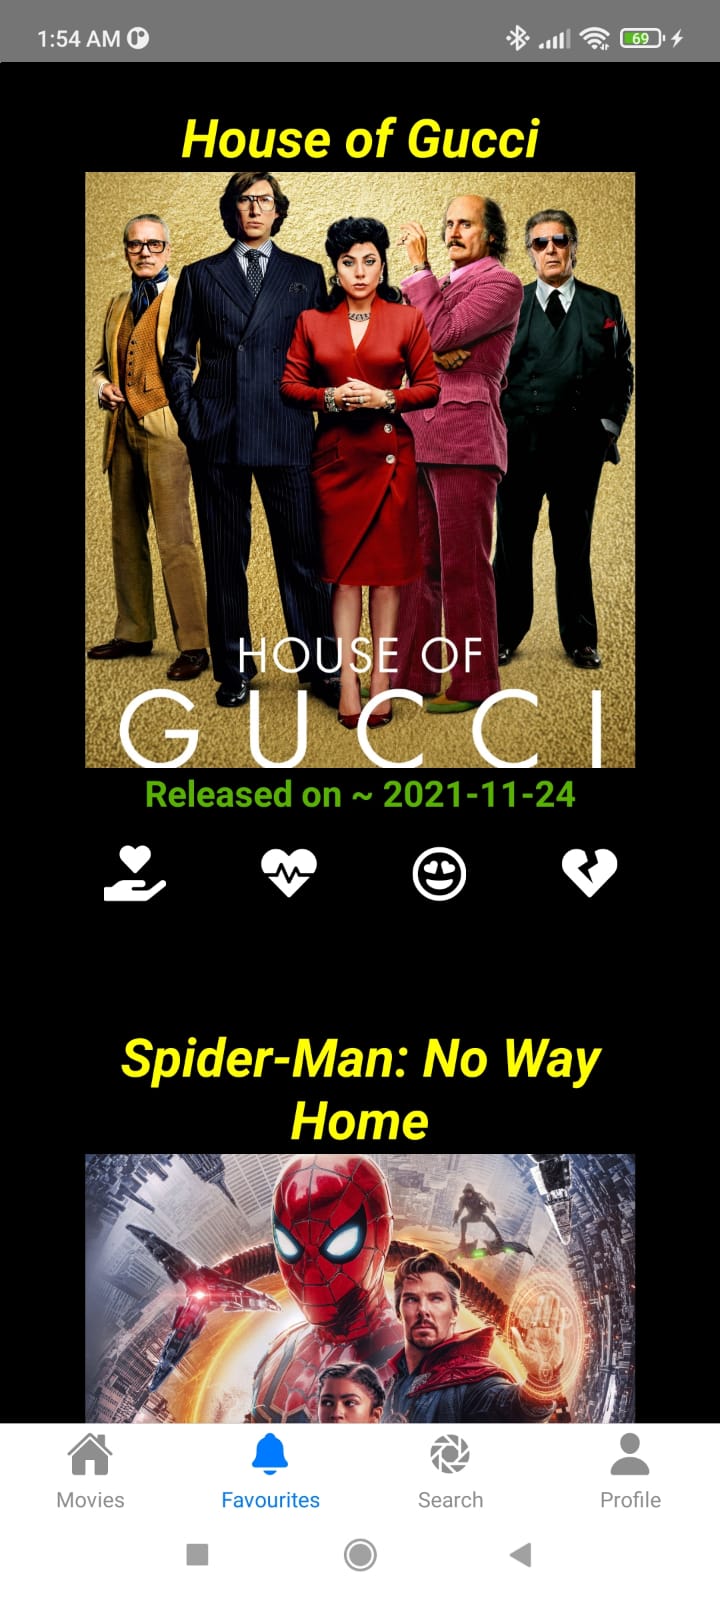 1:54 AM
69
House of Gucci
HOUSE OF
GUCCI
Released on ~ 2021-11-24
Spider-Man: No Way
Home
Movies
Favourites
Search
Profile